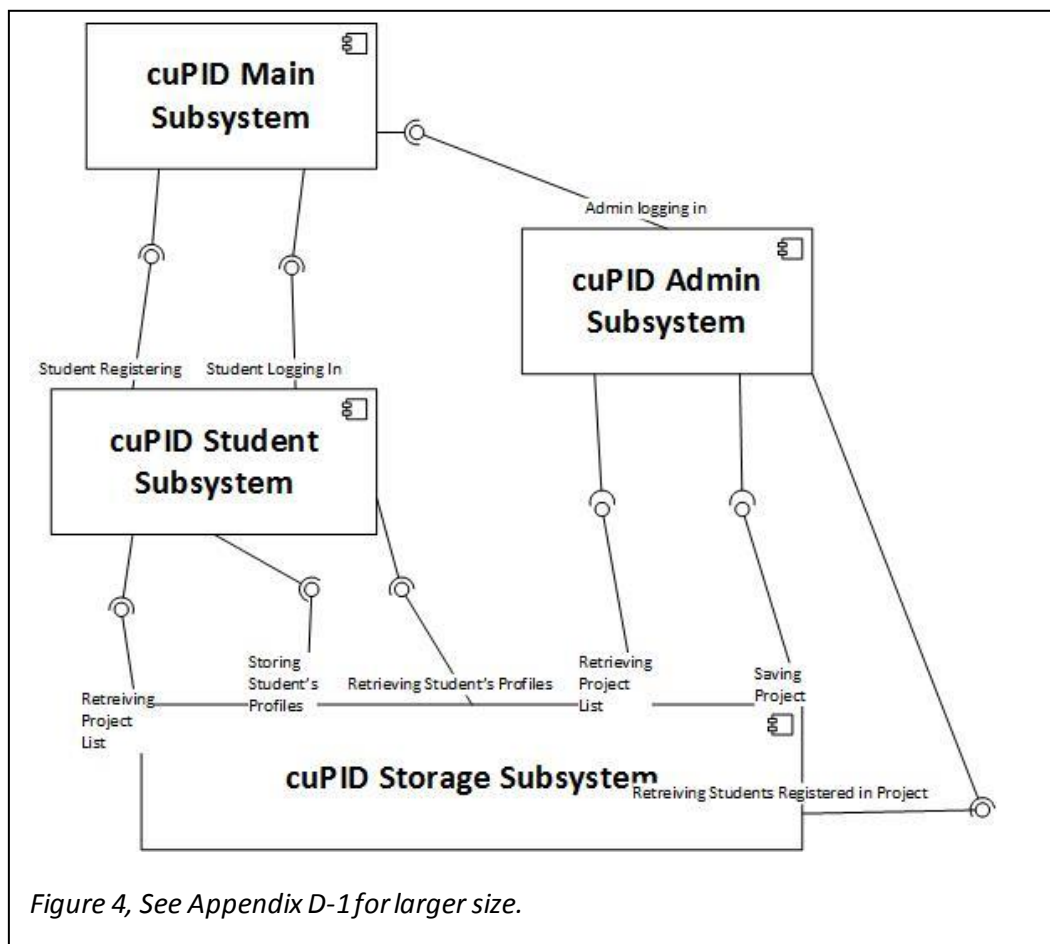 cuPID Main
Subsystem
Admin logging in
cuPID Admin
Subsystem
Student Registering
Student Logging In
cuPID Student
Subsystem
Retreiving
Project
List
Storing
Student's
Profiles
Retrieving Student's Profiles
Retrieving
Project
List
Saving
Project
cuPID Storage Subsystem
Retreiving Students Registered in Project
Figure 4, See Appendix D-1 for larger size.